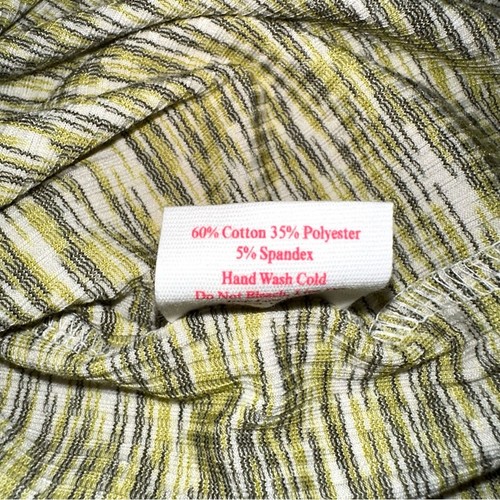 60% Cotton 35% Polyester
5% Spandex
Hand Wash Cold
Do Not Bleach